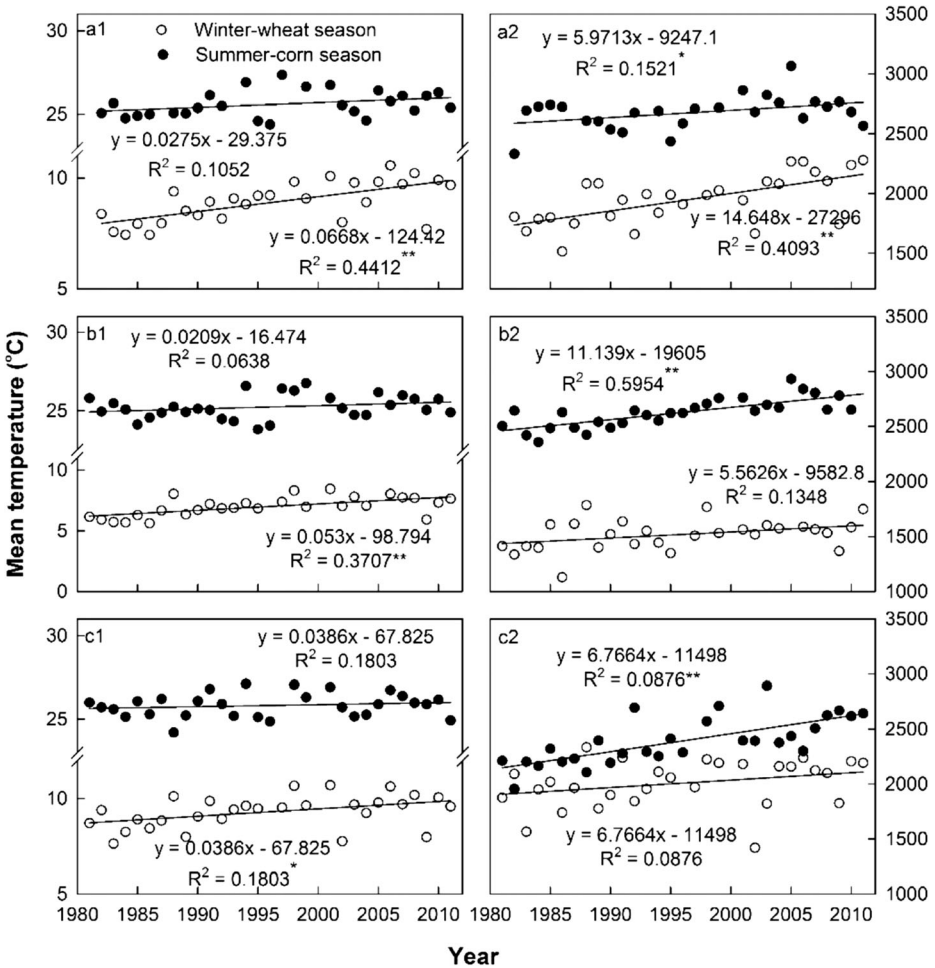 a1
Winter-wheat season
Summer-corn season
30
25
10
5
y = 0.0275x - 29.375
R2 = 0.1052
y = 0.0668x - 124.42
R2 = 0.4412**
a2
y = 5.9713x - 9247.1
R2 = 0.1521*
14.648x - 27296
R2 = 0.4093**
3500
3000
2500
2000
1500
b1
y = 0.0209x - 16.474
R2 = 0.0638
30
25
10
5
0
y = 0.053x - 98.794
R2 = 0.3707**
b2
y = 11.139x - 19605
R2 = 0.5954**
y = 5.5626x - 9582.8
R2 = 0.1348
3500
3000
2500
2000
1500
1000
c1
y = 0.0386x - 67.825
R2 = 0.1803
30
25
10
5
y = 0.0386x - 67.825
R2 = 0.1803*
c2
y = 6.7664x - 11498
R2 = 0.0876**
y = 6.7664x - 11498
R2 = 0.0876
3500
3000
2500
2000
1500
1000
1980 1985 1990 1995 2000 2005 2010
1980 1985 1990 1995 2000 2005 2010
Mean temperature (°C)
Year